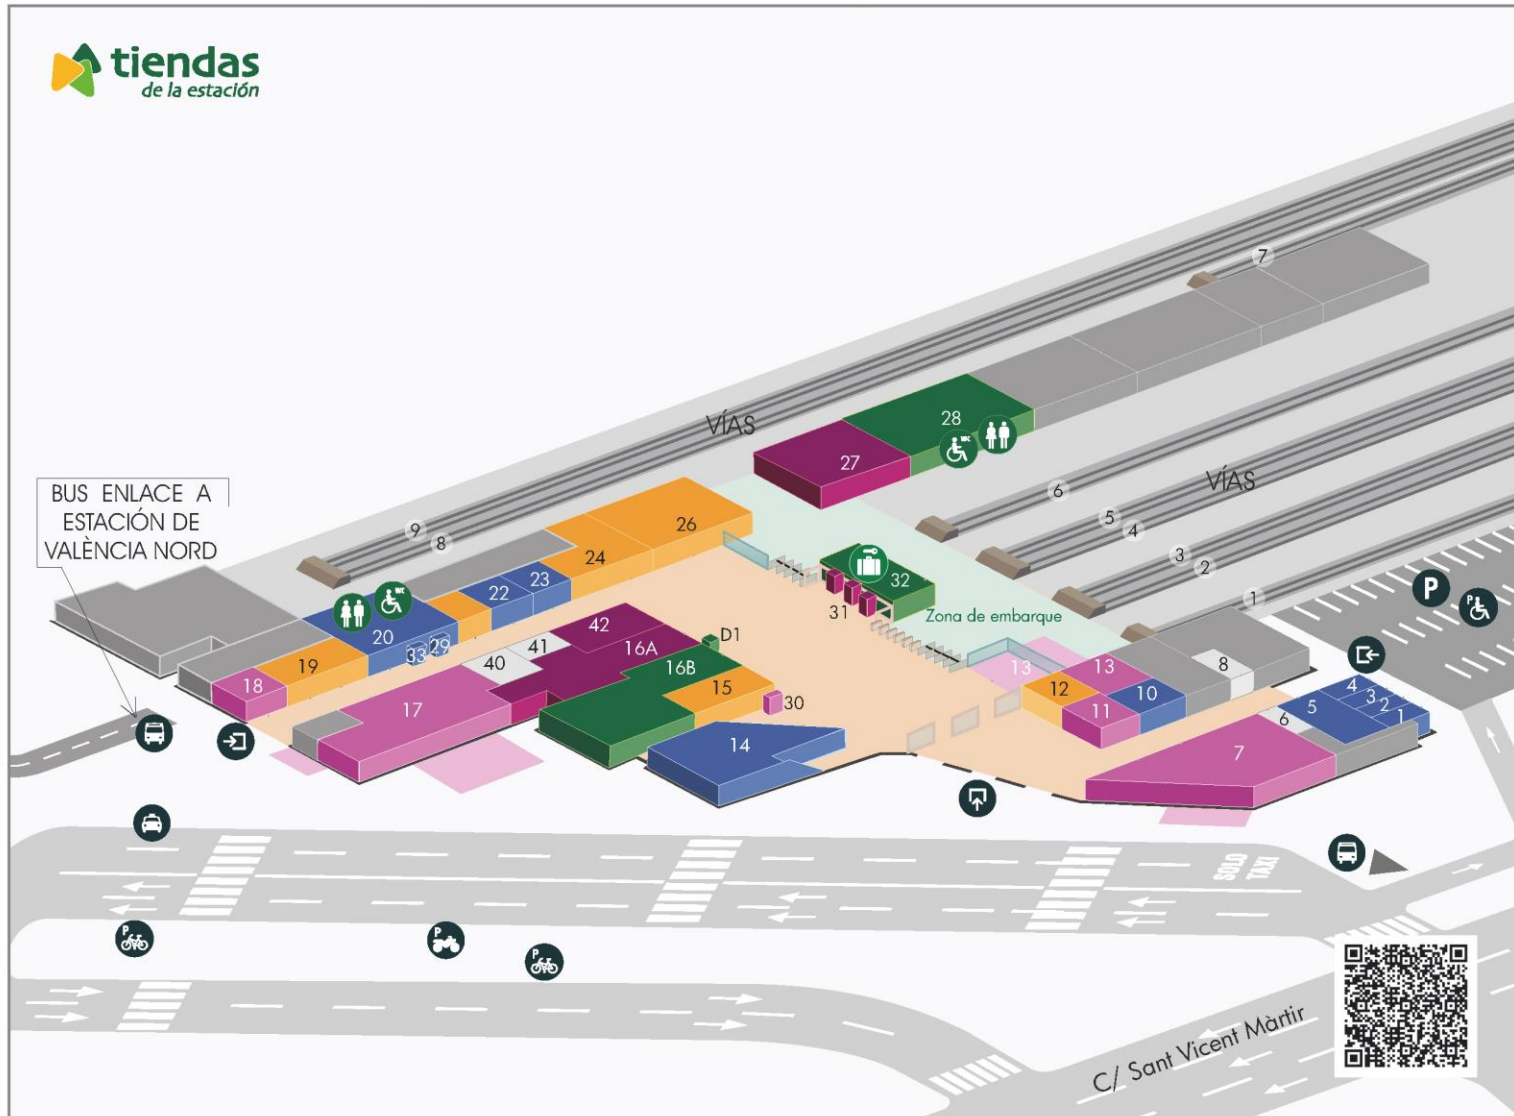 tiendas
de la estación
7
VÍAS
28
WC
27
6
VÍAS
BUS ENLACE A
ESTACIÓN DE
VALÈNCIA NORD
9
8
5
4
3
2
1
26
24
23
22
WC
20
33
29
19
18
32
31
Zona de embarque
P
P
42
41
40
16A
D1
16B
15
30
17
14
13
13
12
11
10
8
7
6
5
4
3
2
1
SOLO
TAXI
P
P
P
C/ Sant Vicent Màrtir